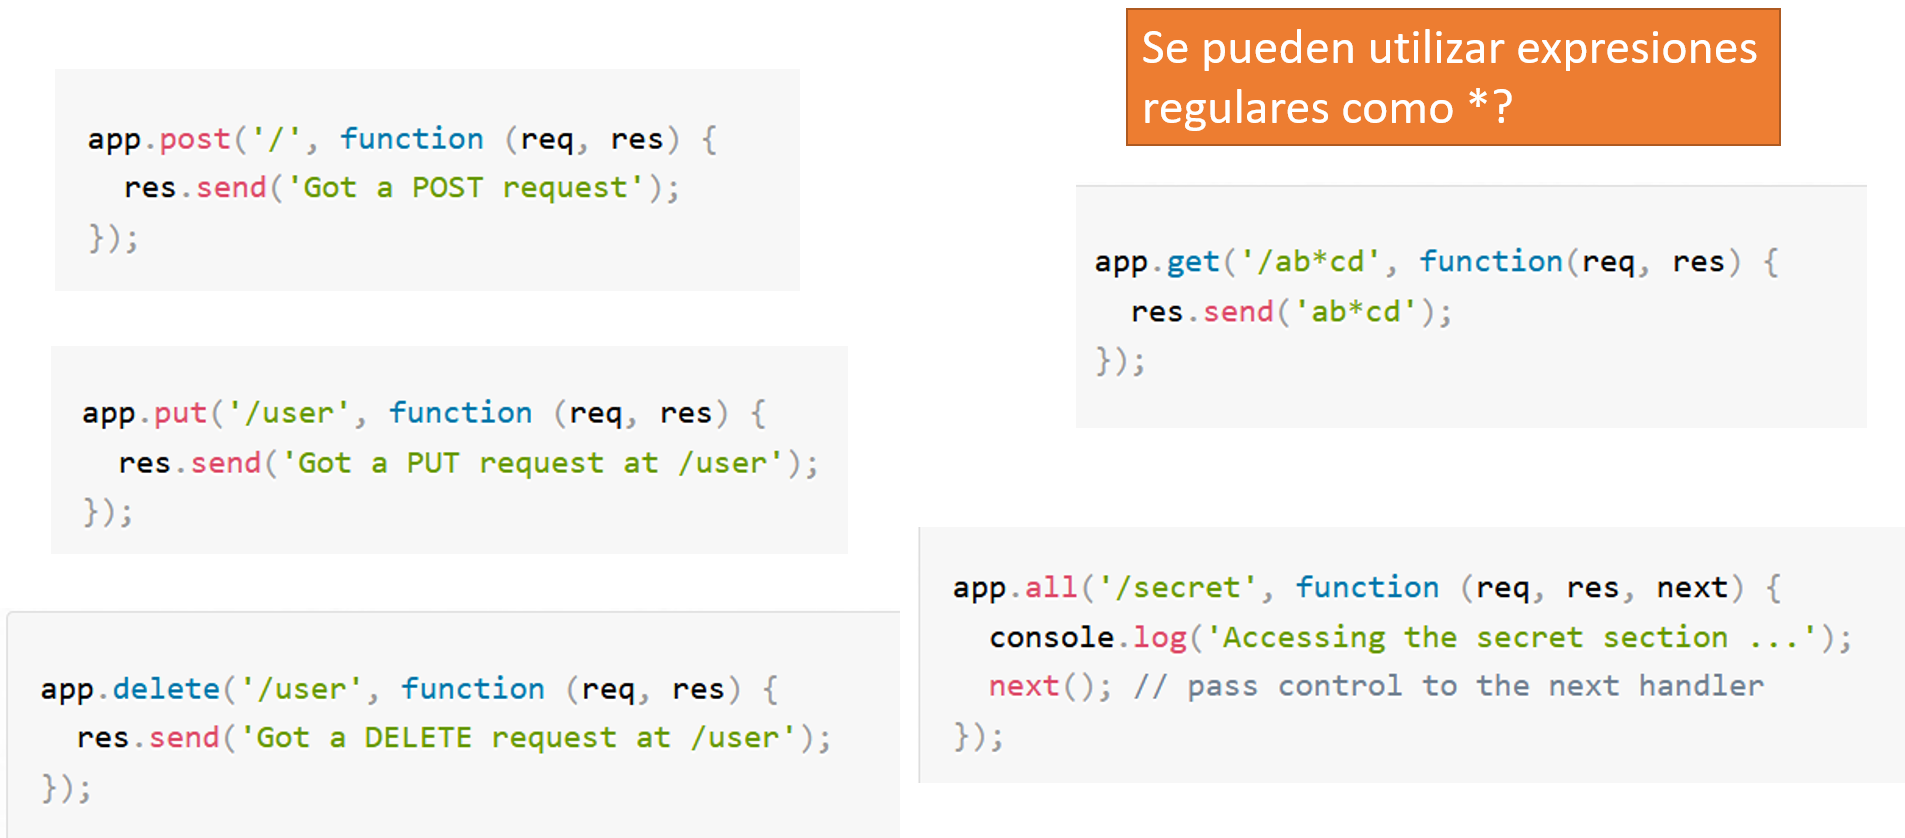 app.post('/', function (req, res) {
  res.send('Got a POST request');
});
app.put('/user', function (req, res) {
  res.send('Got a PUT request at /user');
});
app.delete('/user', function (req, res) {
  res.send('Got a DELETE request at /user');
});
Se pueden utilizar expresiones
regulares como *?
app.get('/ab*cd', function(req, res) {
  res.send('ab*cd');
});
app.all('/secret', function (req, res, next) {
  console.log('Accessing the secret section ...');
  next(); // pass control to the next handler
});